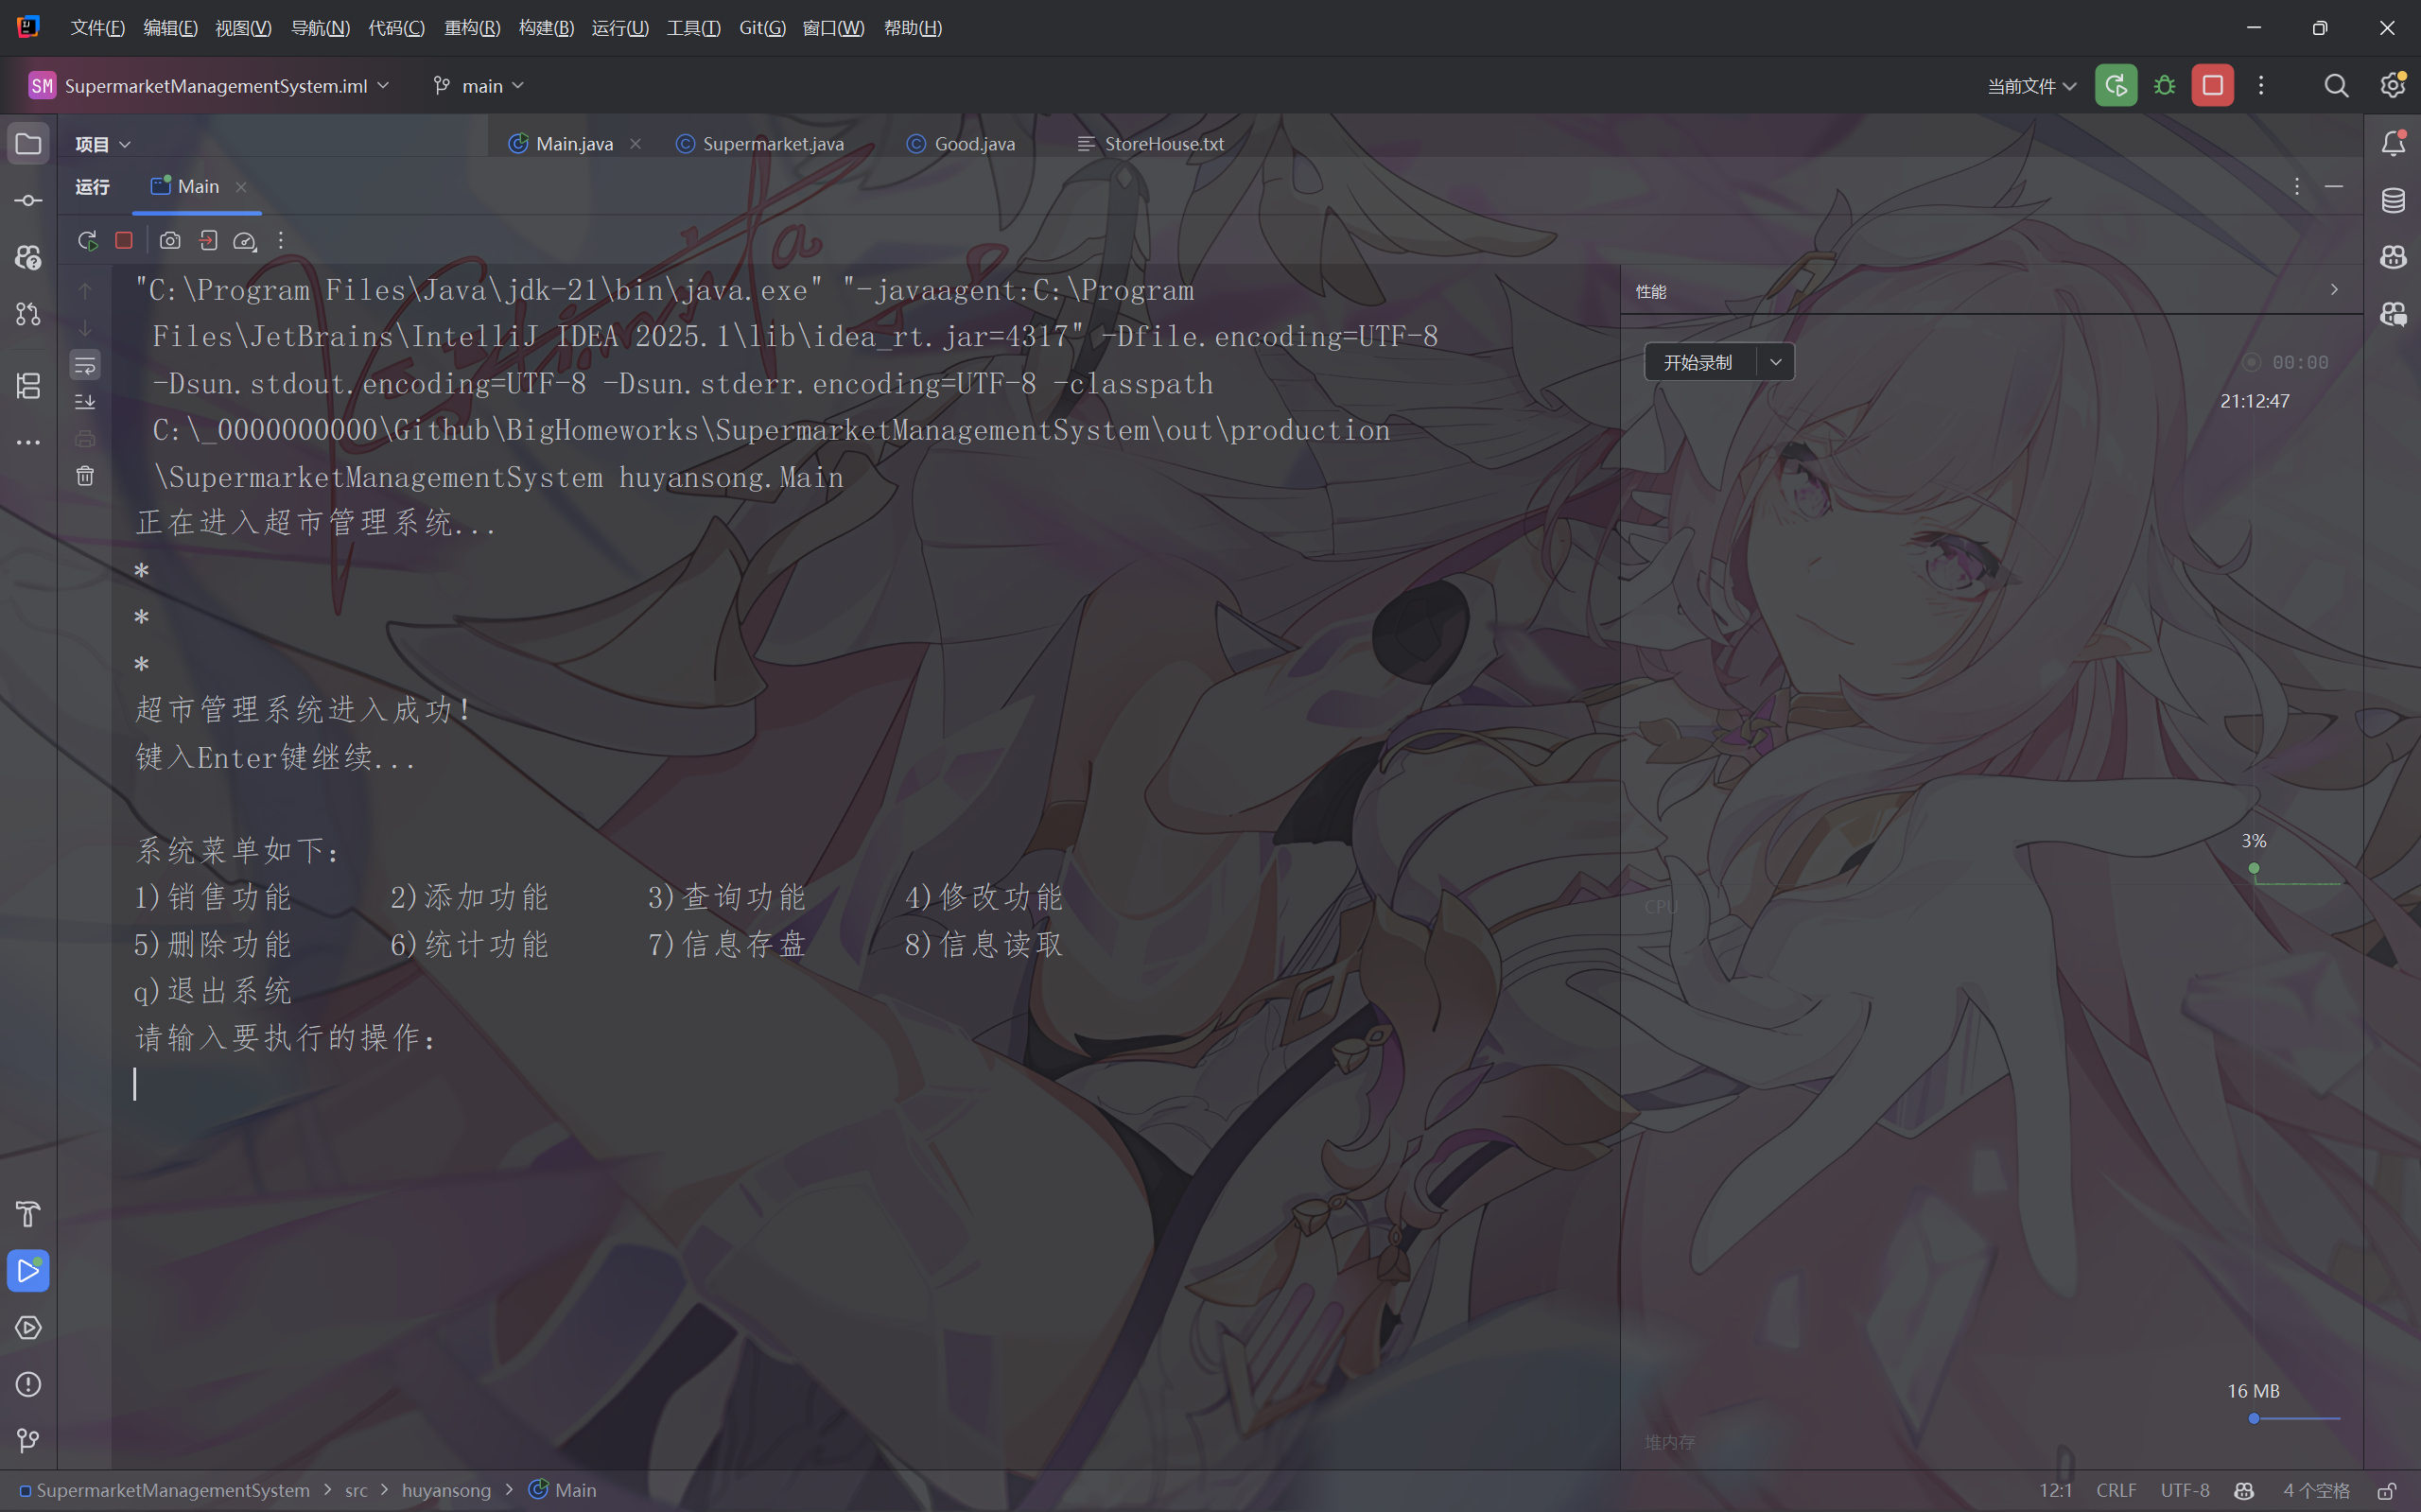 文件(F) 编辑(E) 视图(V) 导航(N) 代码(C) 重构(R) 构建(B) 运行(U) 工具(T) Git(G) 窗口(W) 帮助(H)
SM SupermarketManagementSystem.iml main 当前文件
项目 Main.java Supermarket.java Good.java StoreHouse.txt
运行 Main
"C:\Program Files\Java\jdk-21\bin\java.exe" "-javaagent:C:\Program
Files\JetBrains\IntelliJ IDEA 2025.1\lib\idea_rt.jar=4317" -Dfile.encoding=UTF-8
-Dsun.stdout.encoding=UTF-8 -Dsun.stderr.encoding=UTF-8 -classpath
C:\_0000000000\Github\BigHomeworks\SupermarketManagementSystem\out\production
\SupermarketManagementSystem huyansong.Main
正在进入超市管理系统...
*
*
*
超市管理系统进入成功!
键入Enter键继续...
系统菜单如下:
1)销售功能 2)添加功能 3)查询功能 4)修改功能
5)删除功能 6)统计功能 7)信息存盘 8)信息读取
q)退出系统
请输入要执行的操作:
性能
开始录制 00:00
21:12:47
3%
CPU
16 MB
堆内存
SupermarketManagementSystem > src > huyansong > Main 12:1 CRLF UTF-8 4 个空格